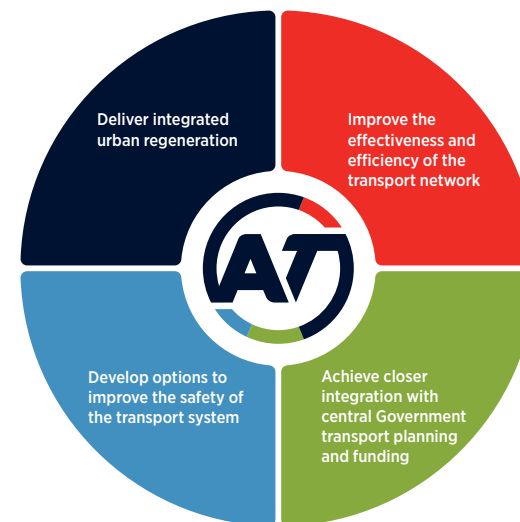 Deliver integrated
urban regeneration
Improve the
effectiveness and
efficiency of the
transport network
AT
Develop options to
improve the safety of
the transport system
Achieve closer
integration with
central Government
transport planning
and funding